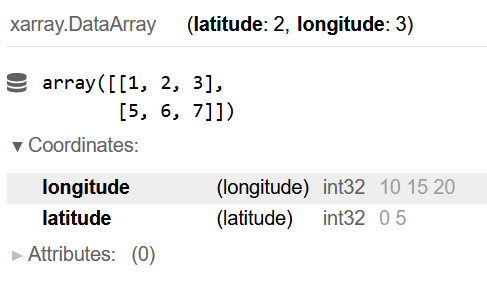 xarray.DataArray (latitude: 2, longitude: 3)
array([[1, 2, 3],
       [5, 6, 7]])
▼ Coordinates:
longitude (longitude) int32 10 15 20
latitude (latitude) int32 0 5
► Attributes: (0)